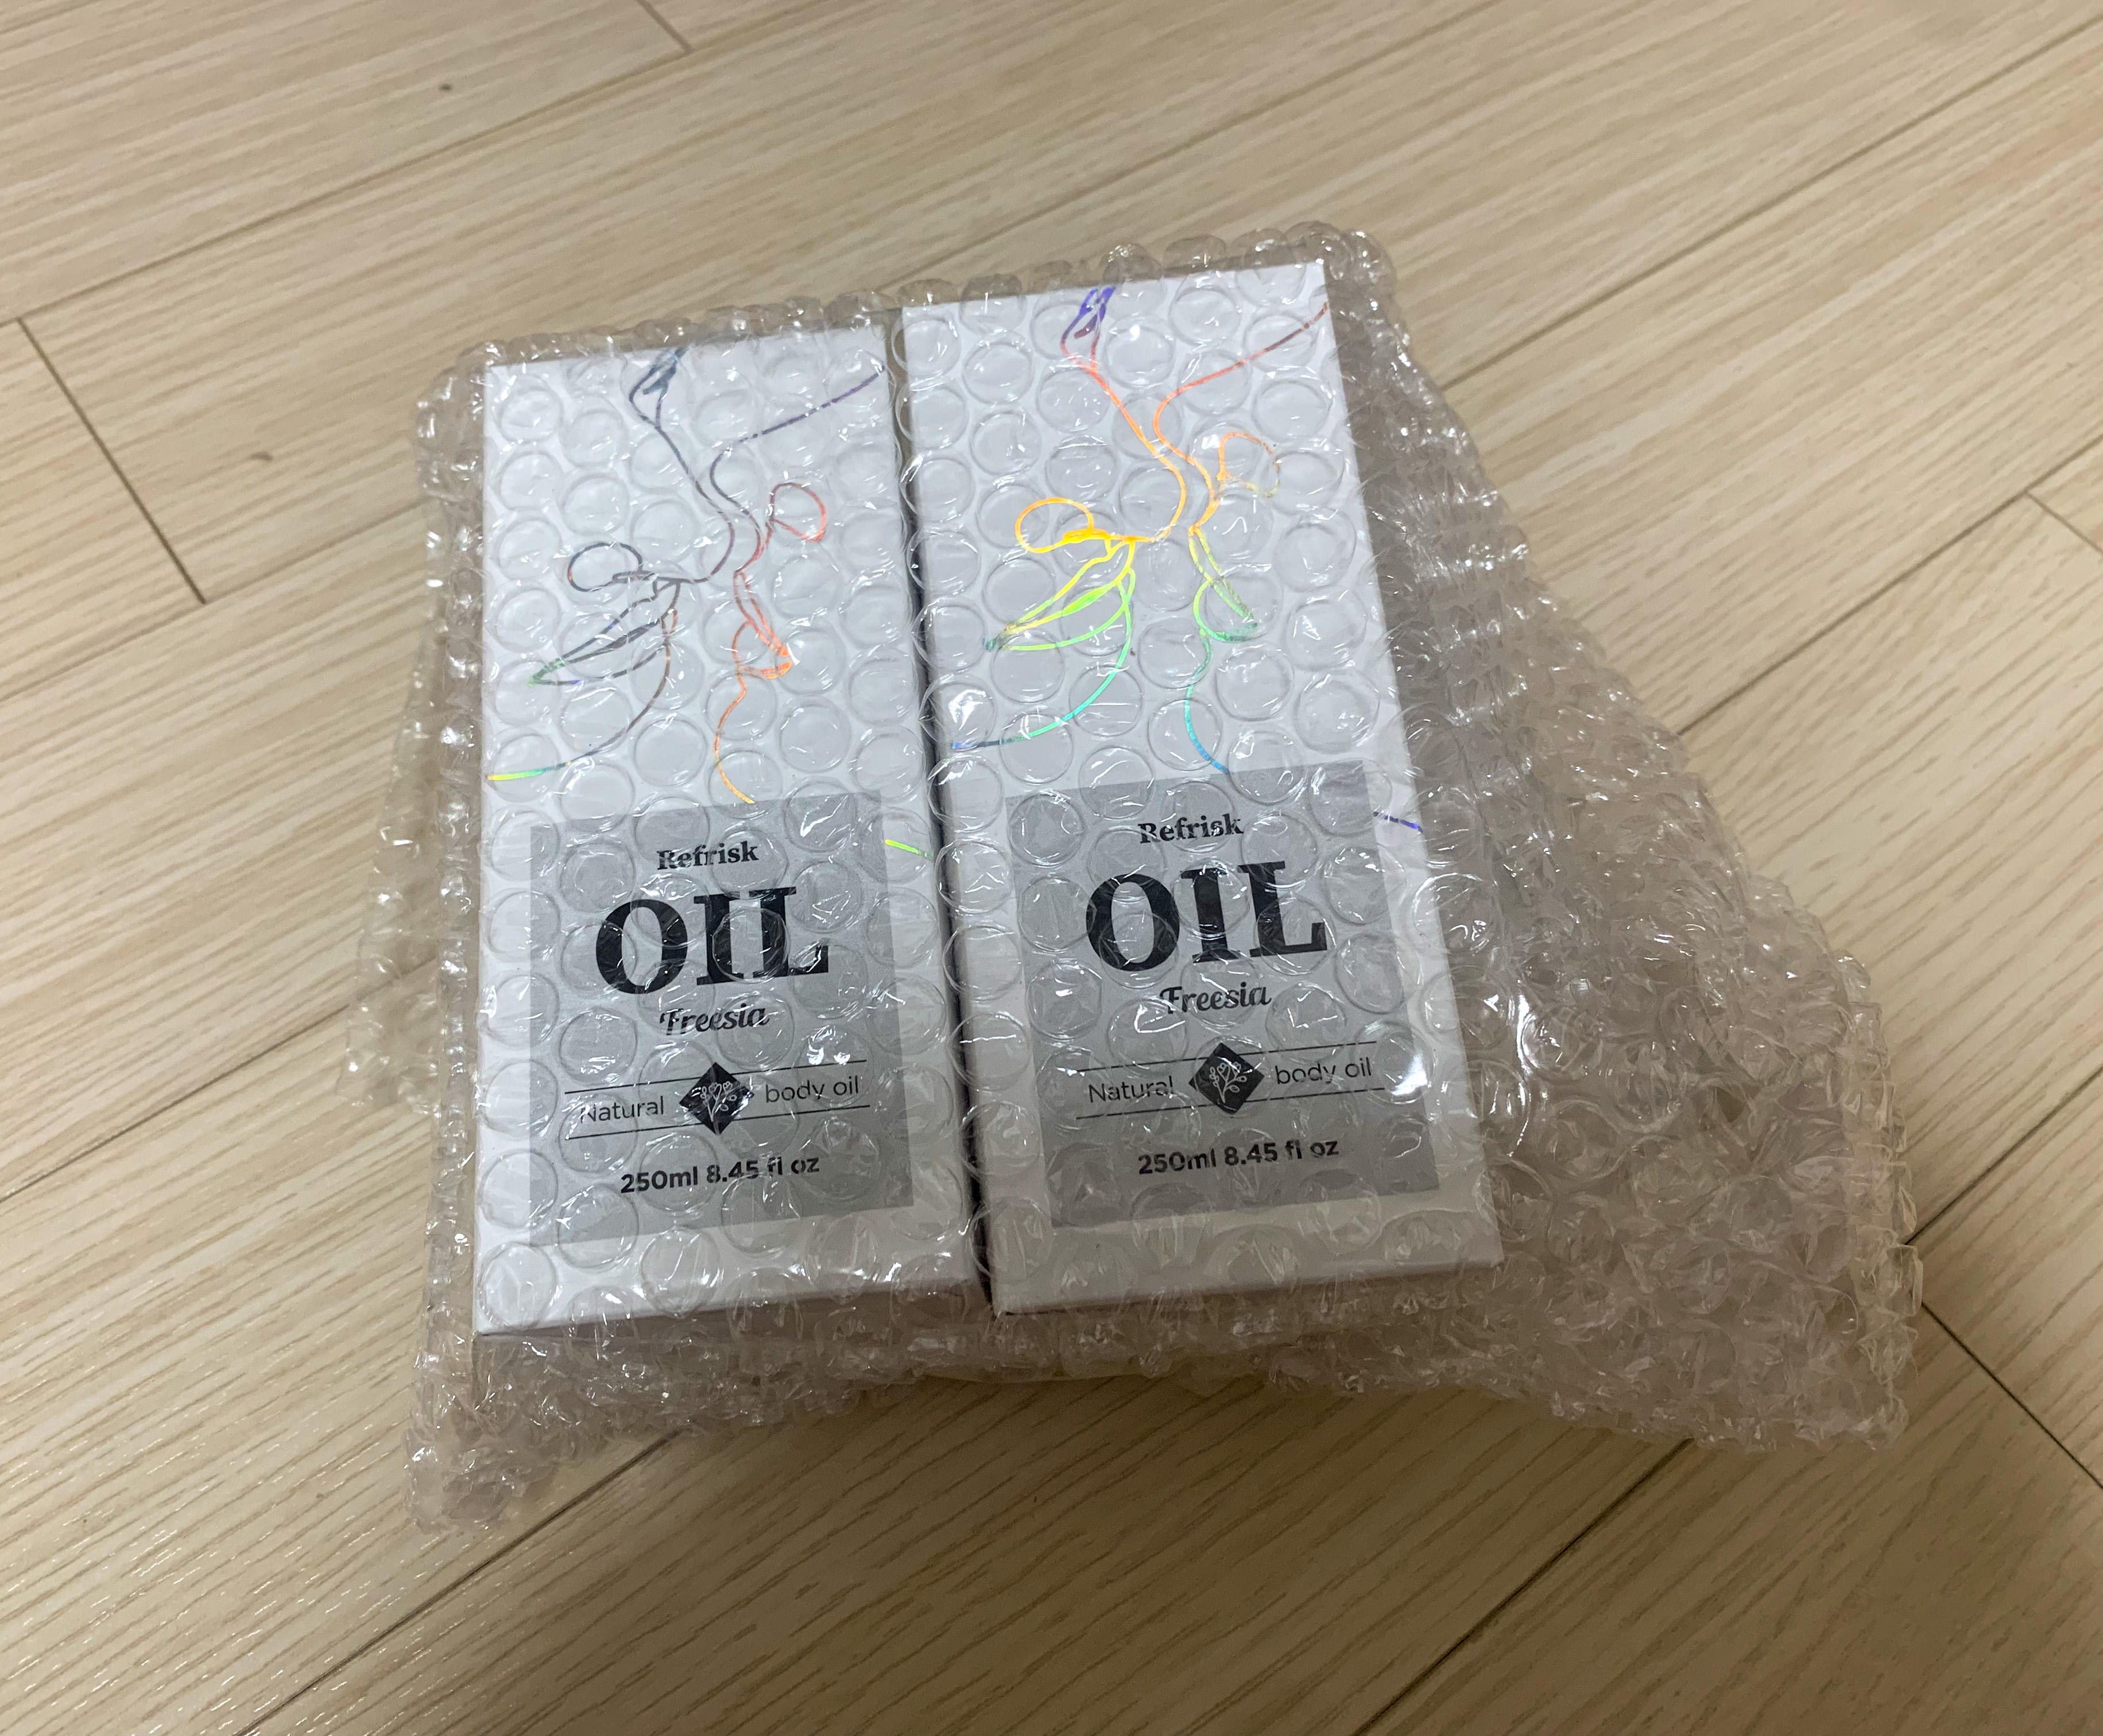 Refrisk
OIL
Freesia
Natural body oil
250ml 8.45 fl oz
Refrisk
OIL
Freesia
Natural body oil
250ml 8.45 fl oz